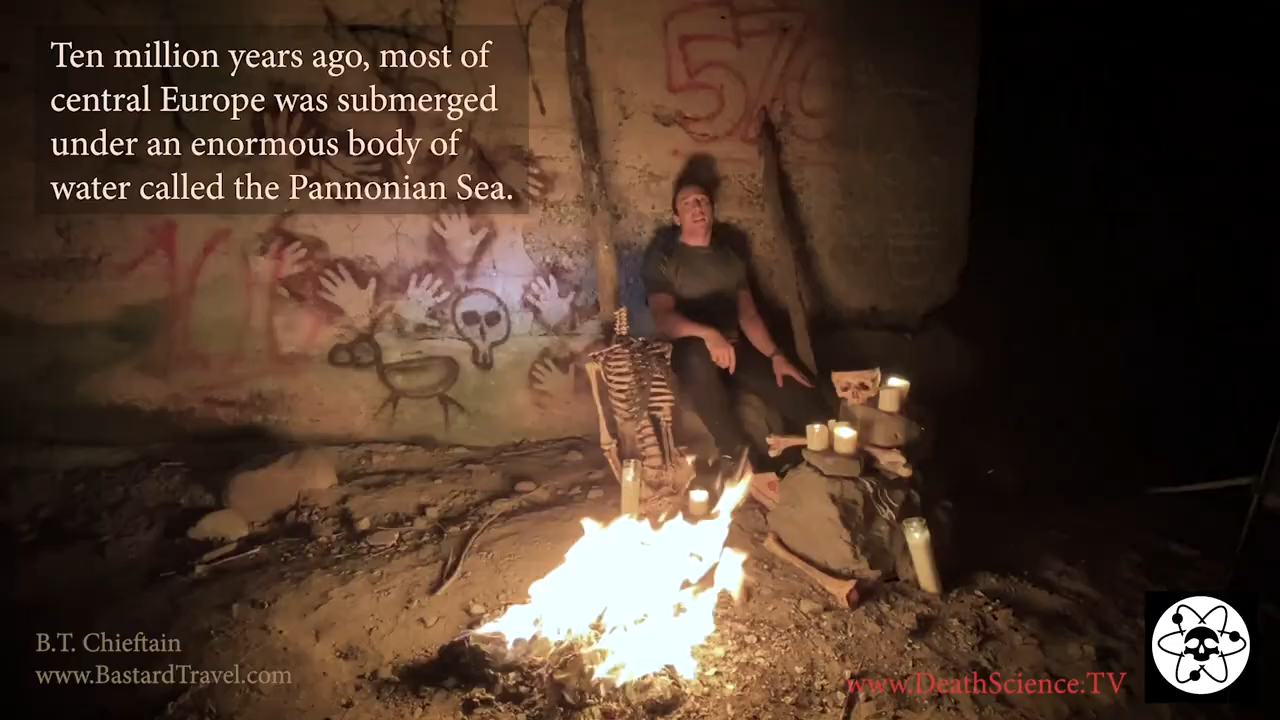 Ten million years ago, most of
central Europe was submerged
under an enormous body of
water called the Pannonian Sea.
570
B.T. Chieftain
www.BastardTravel.com
www.DeathScience.TV